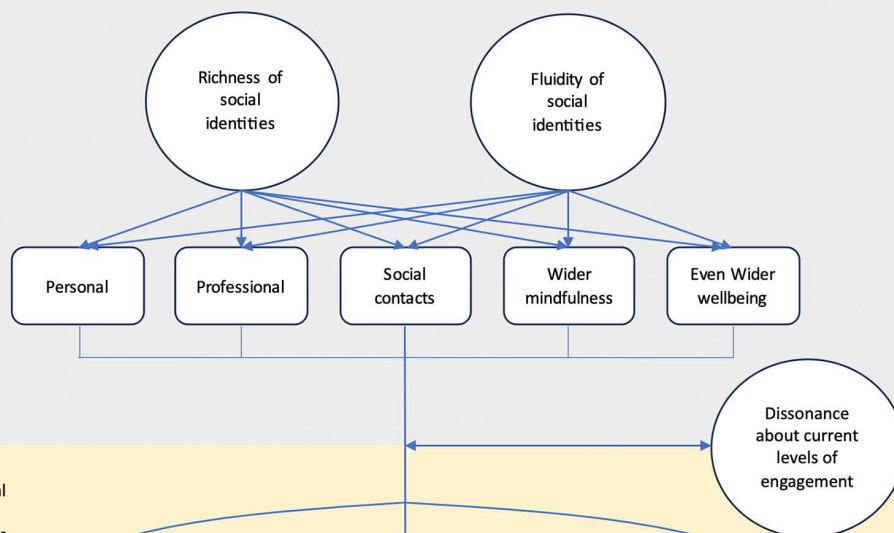 Richness of
social
identities
Fluidity of
social
identities
Personal
Professional
Social
contacts
Wider
mindfulness
Even Wider
wellbeing
Dissonance
about current
levels of
engagement